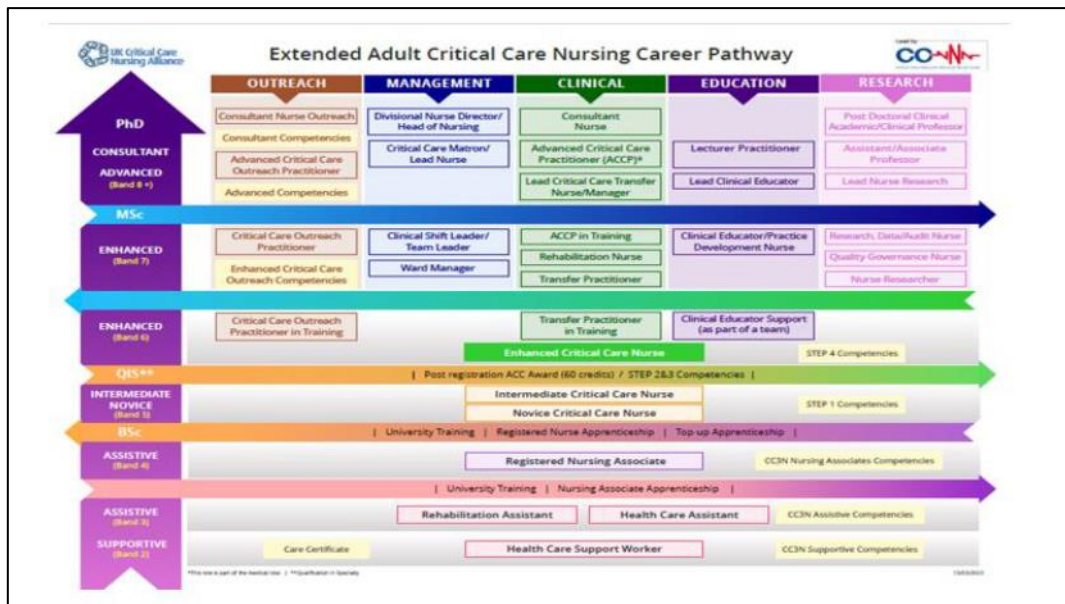 UK Critical Care
Nursing Alliance
Extended Adult Critical Care Nursing Career Pathway
OUTREACH
MANAGEMENT
CLINICAL
EDUCATION
RESEARCH
PhD
CONSULTANT
ADVANCED
(Band 8 +)
Consultant Nurse Outreach
Consultant Competencies
Advanced Critical Care
Outreach Practitioner
Advanced Competencies
Divisional Nurse Director/
Head of Nursing
Critical Care Matron/
Lead Nurse
Consultant
Nurse
Advanced Critical Care
Practitioner (ACCP)*
Lead Critical Care Transfer
Nurse/Manager
Lecturer Practitioner
Lead Clinical Educator
Post Doctoral Clinical
Academic/Clinical Professor
Assistant/Associate
Professor
Lead Nurse Research
MSc
ENHANCED
(Band 7)
Critical Care Outreach
Practitioner
Enhanced Critical Care
Outreach Competencies
Clinical Shift Leader/
Team Leader
Ward Manager
ACCP in Training
Rehabilitation Nurse
Transfer Practitioner
Clinical Educator/Practice
Development Nurse
Research, Data/Audit Nurse
Quality Governance Nurse
Nurse Researcher
ENHANCED
(Band 6)
Critical Care Outreach
Practitioner in Training
Transfer Practitioner
in Training
Clinical Educator Support
(as part of a team)
Enhanced Critical Care Nurse
STEP 4 Competencies
QIS**
| Post registration ACC Award (60 credits) / STEP 2&3 Competencies |
INTERMEDIATE
NOVICE
(Band 5)
Intermediate Critical Care Nurse
Novice Critical Care Nurse
STEP 1 Competencies
BSc
| University Training | Registered Nurse Apprenticeship | Top-up Apprenticeship |
ASSISTIVE
(Band 4)
Registered Nursing Associate
CC3N Nursing Associates Competencies
| University Training | Nursing Associate Apprenticeship |
ASSISTIVE
(Band 3)
Rehabilitation Assistant
Health Care Assistant
CC3N Assistive Competencies
SUPPORTIVE
(Band 2)
Care Certificate
Health Care Support Worker
CC3N Supportive Competencies
*This role is part of the medical role | **Qualification in Specialty